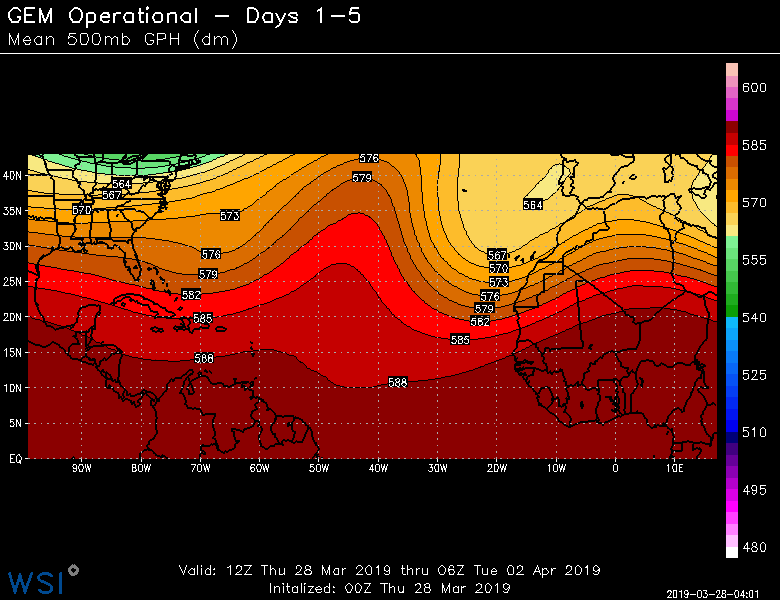 GEM Operational - Days 1-5
Mean 500mb GPH (dm)
600
585
570
555
540
525
510
495
480
40N
35N
30N
25N
20N
15N
10N
5N
EQ
576
579
564
567
570
573
576
579
582
585
588
564
567
570
573
576
579
582
585
588
90W
80W
70W
60W
50W
40W
30W
20W
10W
0
10E
Valid: 12Z Thu 28 Mar 2019 thru 06Z Tue 02 Apr 2019
Initalized: 00Z Thu 28 Mar 2019
WSI
2019-03-28-04:01